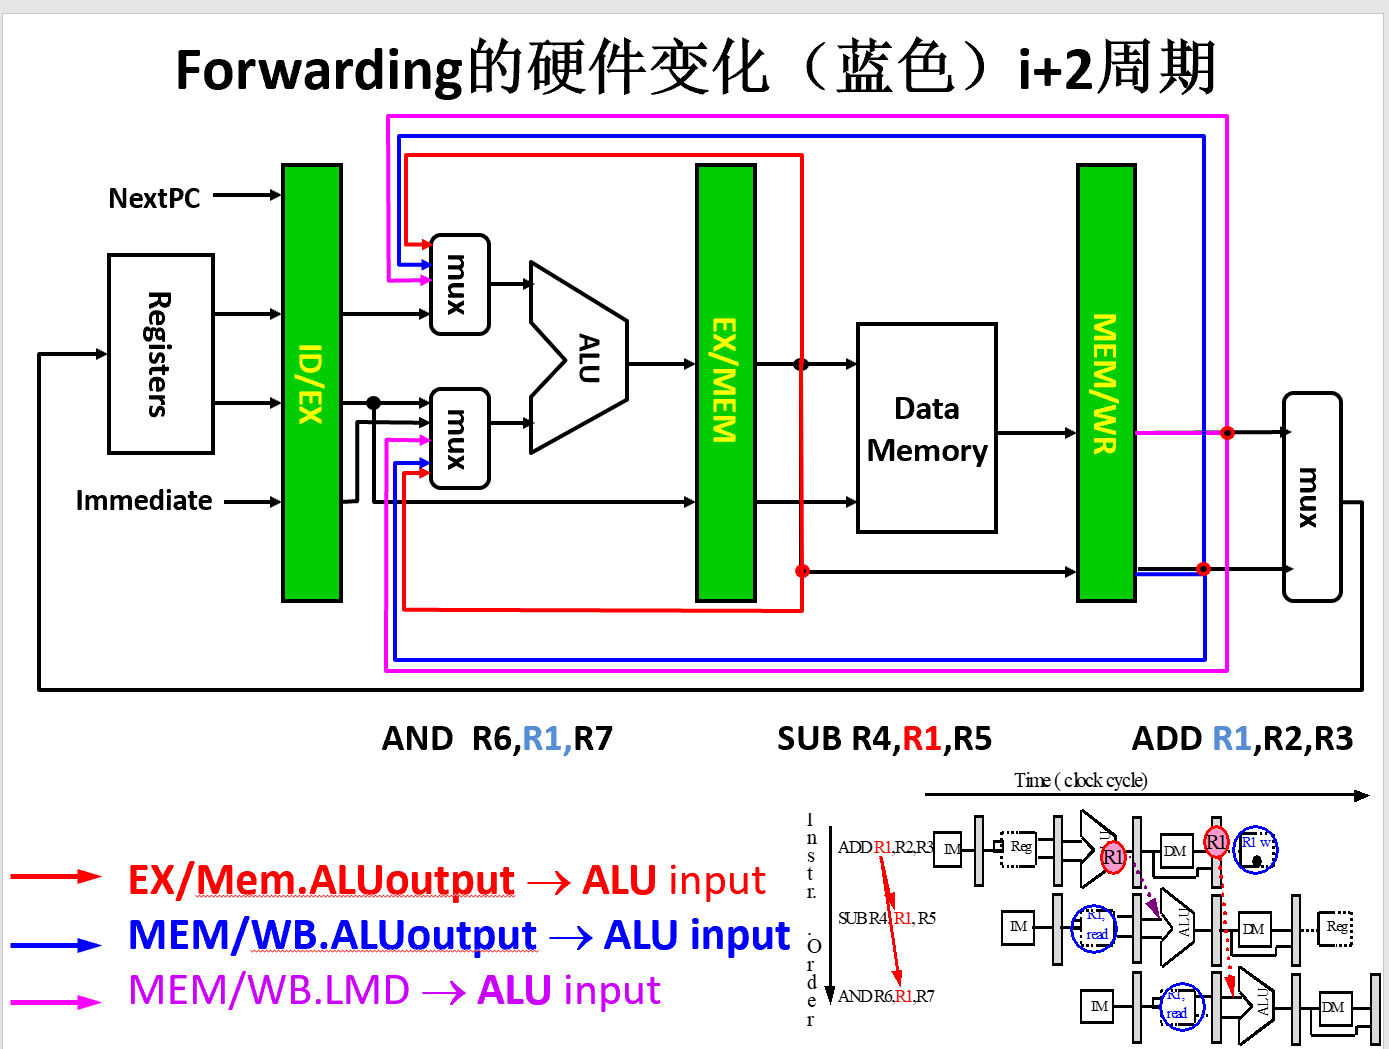 Forwarding的硬件变化（蓝色）i+2周期
NextPC
Registers
Immediate
ID/EX
mux
mux
ALU
EX/MEM
Data
Memory
MEM/WR
mux
AND R6,R1,R7
SUB R4,R1,R5
ADD R1,R2,R3
EX/Mem.ALUoutput → ALU input
MEM/WB.ALUoutput → ALU input
MEM/WB.LMD → ALU input
Time ( clock cycle)
Instr. .Order
ADD R1,R2,R3
IM
Reg
R1
DM
R1
R1 w
SUB R4,R1, R5
IM
R1,
read
ALU
DM
Reg
AND R6,R1,R7
IM
R1,
read
ALU
DM